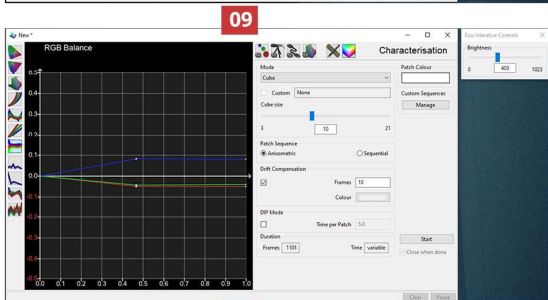 09
New *
RGB Balance
Characterisation
Mode
Cube
Custom None
Cube size
3 10 21
Patch Sequence
Anisometric Sequential
Drift Compensation
Frames 10
Colour
DIP Mode
Time per Patch 5.0
Duration
Frames 1101 Time variable
Patch Colour
Custom Sequences
Manage
Start
Close when done
Clear Pause
0.5
0.4
0.3
0.2
0.1
0.0
-0.1
-0.2
-0.3
-0.4
-0.5
0.0 0.1 0.2 0.3 0.4 0.5 0.6 0.7 0.8 0.9 1.0
Eizo Interative Controls
Brightness
0 403 1023